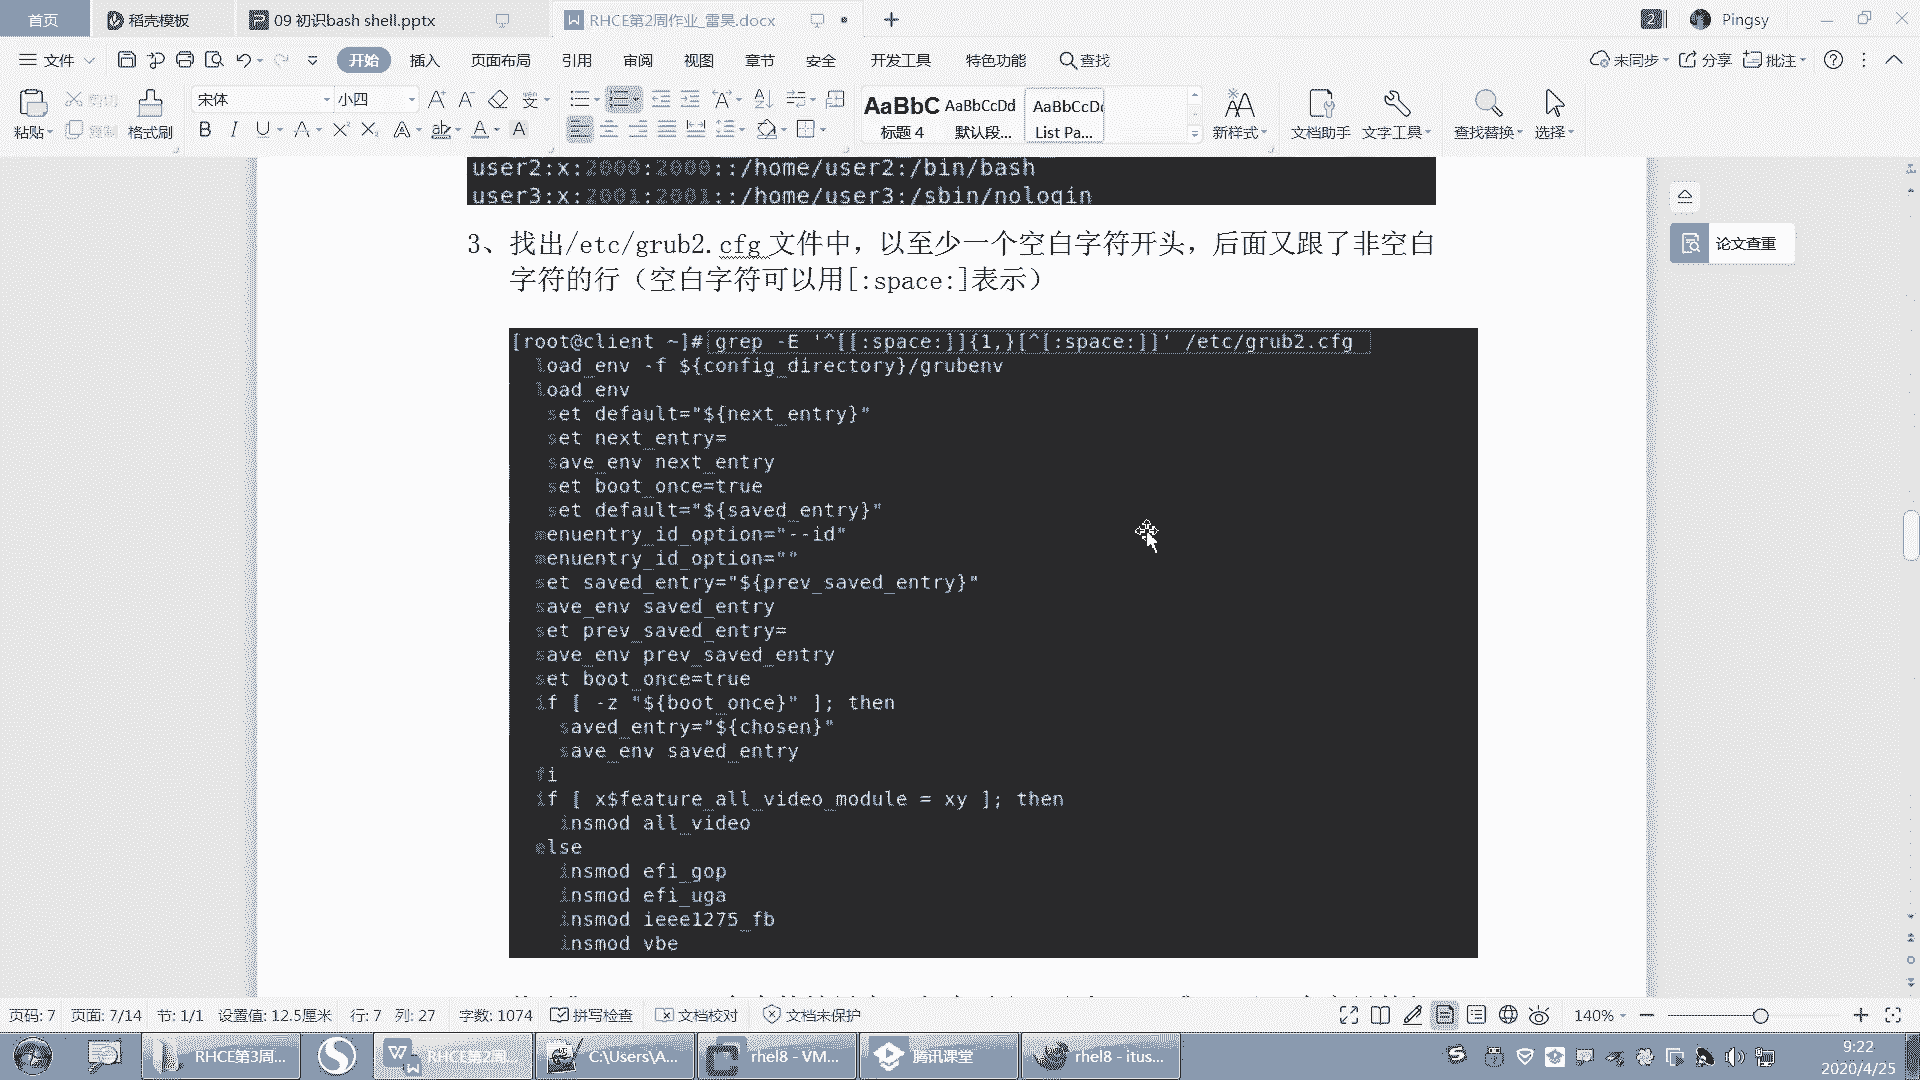 首页
稻壳模板
09 初识bash shell.pptx
RHCE第2周作业_雷昊.docx
2
Pingsy
文件
开始
插入
页面布局
引用
审阅
视图
章节
安全
开发工具
特色功能
查找
未同步
分享
批注
粘贴
剪切
复制
格式刷
宋体
小四
AaBbC
标题 4
AaBbCcDd
默认段...
AaBbCcDd
List Pa...
新样式
文档助手
文字工具
查找替换
选择
user2:x:2000:2000::/home/user2:/bin/bash
user3:x:2001:2001::/home/user3:/sbin/nologin
3、找出/etc/grub2.cfg 文件中，以至少一个空白字符开头，后面又跟了非空白
字符的行（空白字符可以用[:space:]表示）
论文查重
[root@client ~]# grep -E '^[[:space:]]{1,}[^[:space:]]' /etc/grub2.cfg
load_env -f ${config_directory}/grubenv
load_env
set default="${next_entry}"
set next_entry=
save_env next_entry
set boot_once=true
set default="${saved_entry}"
menuentry_id_option="--id"
menuentry_id_option=""
set saved_entry="${prev_saved_entry}"
save_env saved_entry
set prev_saved_entry=
save_env prev_saved_entry
set boot_once=true
if [ -z "${boot_once}" ]; then
saved_entry="${chosen}"
save_env saved_entry
fi
if [ x$feature_all_video_module = xy ]; then
insmod all_video
else
insmod efi_gop
insmod efi_uga
insmod ieee1275_fb
insmod vbe
页码: 7 页面: 7/14 节: 1/1 设置值: 12.5厘米 行: 7 列: 27 字数: 1074 拼写检查 文档校对 文档未保护 140%
RHCE第3周...
RHCE第2周...
C:\Users\A...
rhel8 - VM...
腾讯课堂
rhel8 - itus...
9:22
2020/4/25